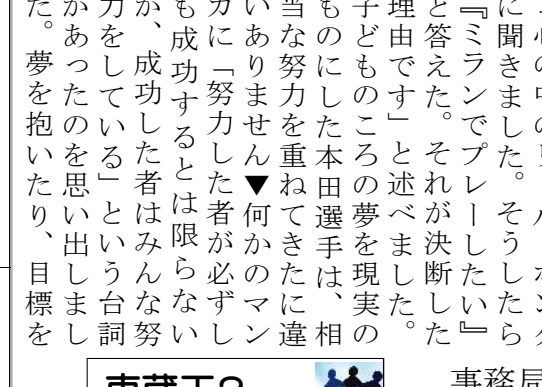 に聞きました。そうしたら
『ミランでプレーしたい』
と答えた。それが決断した
理由です」と述べました。
子どものころの夢を現実の
ものにした本田選手は、相
当な努力を重ねてきたに違
いありません▼何かのマン
ガに「努力した者が必ずし
も成功するとは限らない
が、成功した者はみんな努
力をしている」という台詞
があったのを思い出しまし
た。夢を抱いたり、目標を
事務局